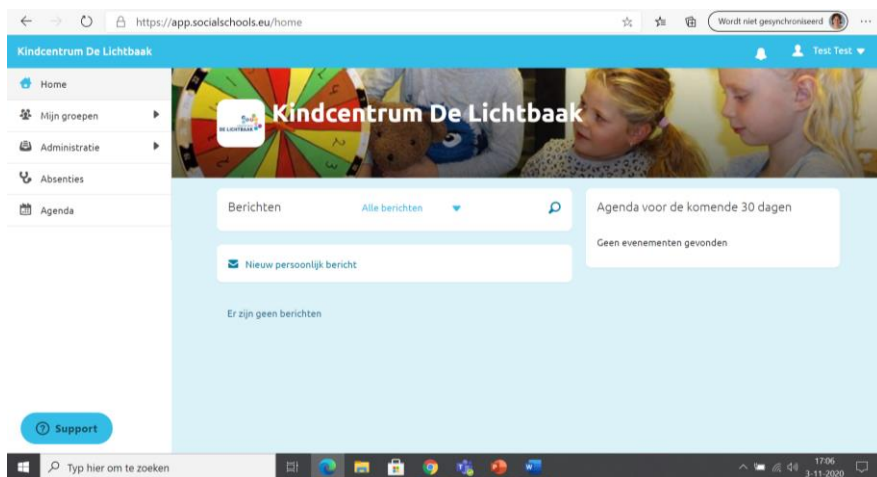 https://app.socialschools.eu/home
Wordt niet gesynchroniseerd
Kindcentrum De Lichtbaak
Test Test
Home
Mijn groepen
Administratie
Absenties
Agenda
DE LICHTBAAK
Kindcentrum De Lichtbaak
Berichten
Alle berichten
Nieuw persoonlijk bericht
Er zijn geen berichten
Agenda voor de komende 30 dagen
Geen evenementen gevonden
Support
Typ hier om te zoeken
17:06
3-11-2020